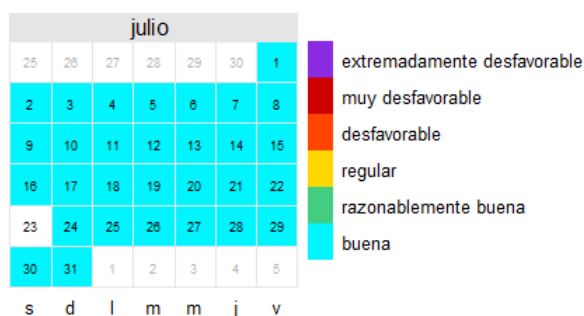 julio
25 26 27 28 29 30 1
2 3 4 5 6 7 8
9 10 11 12 13 14 15
16 17 18 19 20 21 22
23 24 25 26 27 28 29
30 31 1 2 3 4 5
s d l m m j v
extremadamente desfavorable
muy desfavorable
desfavorable
regular
razonablemente buena
buena